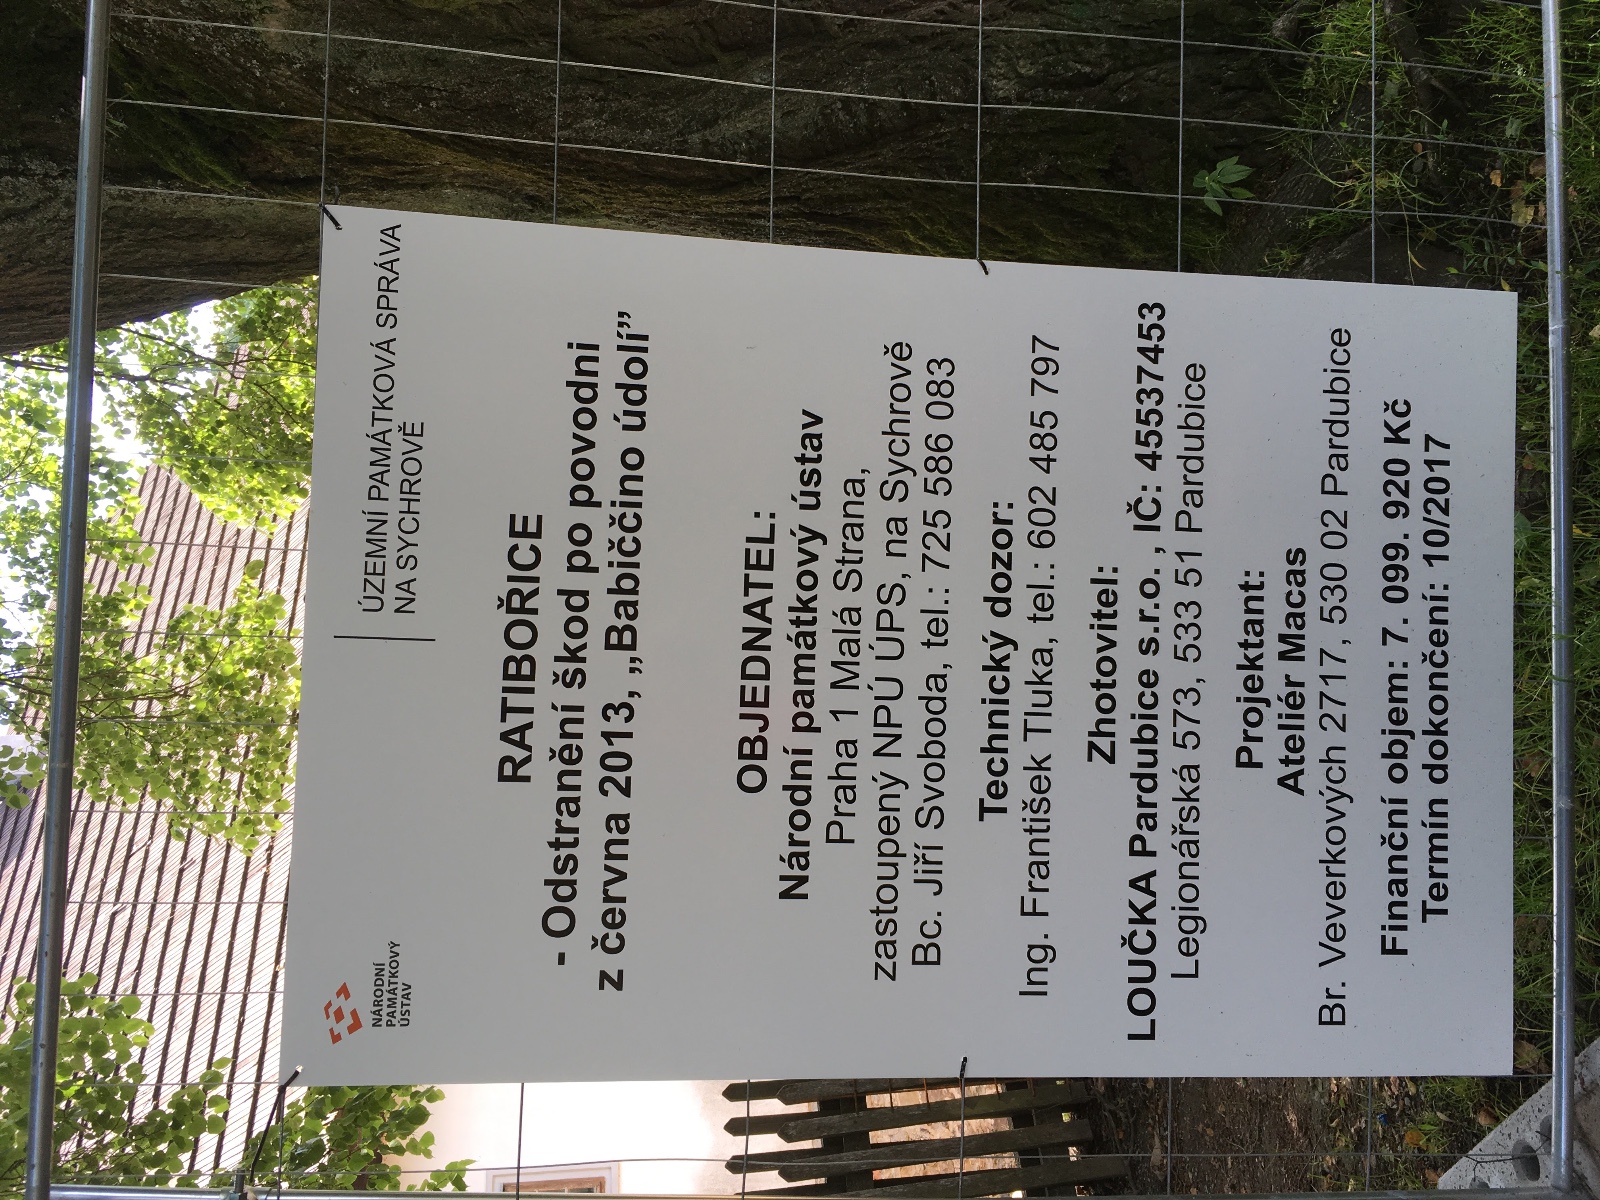 NÁRODNÍ
PAMÁTKOVÝ
ÚSTAV
ÚZEMNÍ PAMÁTKOVÁ SPRÁVA
NA SYCHROVĚ
RATIBOŘICE
- Odstranění škod po povodni
z června 2013, „Babiččino údolí”
OBJEDNATEL:
Národní památkový ústav
Praha 1 Malá Strana,
zastoupený NPÚ ÚPS, na Sychrově
Bc. Jiří Svoboda, tel.: 725 586 083
Technický dozor:
Ing. František Tluka, tel.: 602 485 797
Zhotovitel:
LOUČKA Pardubice s.r.o. , IČ: 45537453
Legionářská 573, 533 51 Pardubice
Projektant:
Ateliér Macas
Br. Veverkových 2717, 530 02 Pardubice
Finanční objem: 7. 099. 920 Kč
Termín dokončení: 10/2017